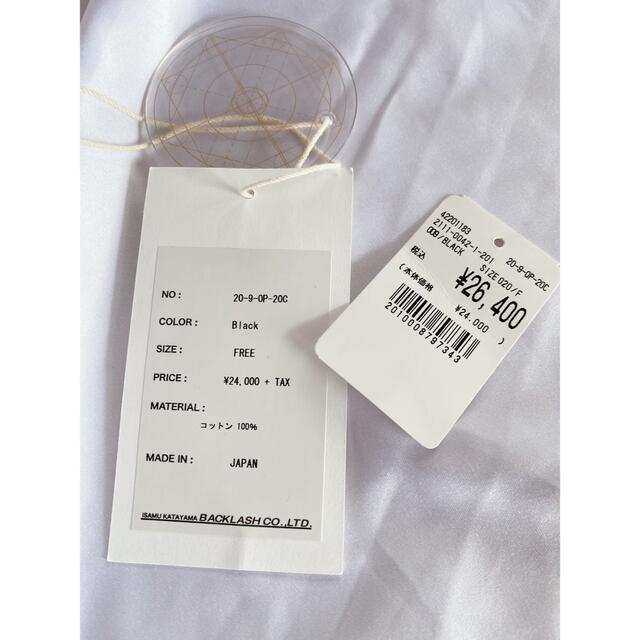 NO: 20-9-OP-20C
COLOR: Black
SIZE: FREE
PRICE: ¥24,000 + TAX
MATERIAL:
コットン 100%
MADE IN: JAPAN
ISAMU KATAYAMA BACKLASH CO.,LTD.
42201183
2111-0042-1-201 20-9-OP-20C
009/BLACK SIZE 020/F
税込 ¥26,400
(本体価格 ¥24,000 )
2010008787343